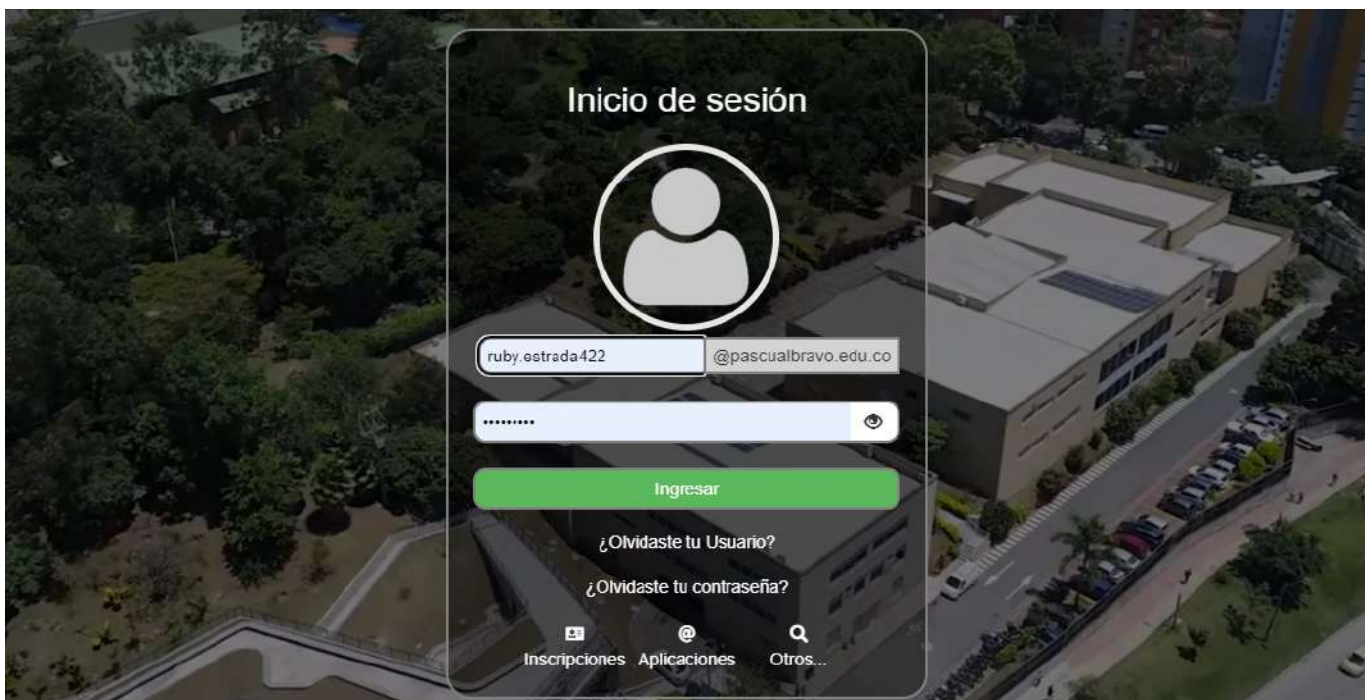 Inicio de sesión
ruby.estrada422 @pascualbravo.edu.co
•••••••••
Ingresar
¿Olvidaste tu Usuario?
¿Olvidaste tu contraseña?
Inscripciones Aplicaciones Otros...